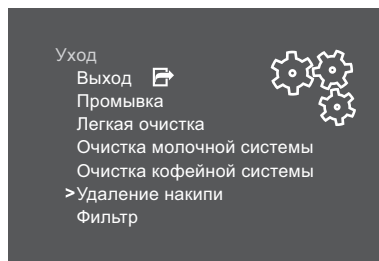 Уход
Выход
Промывка
Легкая очистка
Очистка молочной системы
Очистка кофейной системы
>Удаление накипи
Фильтр